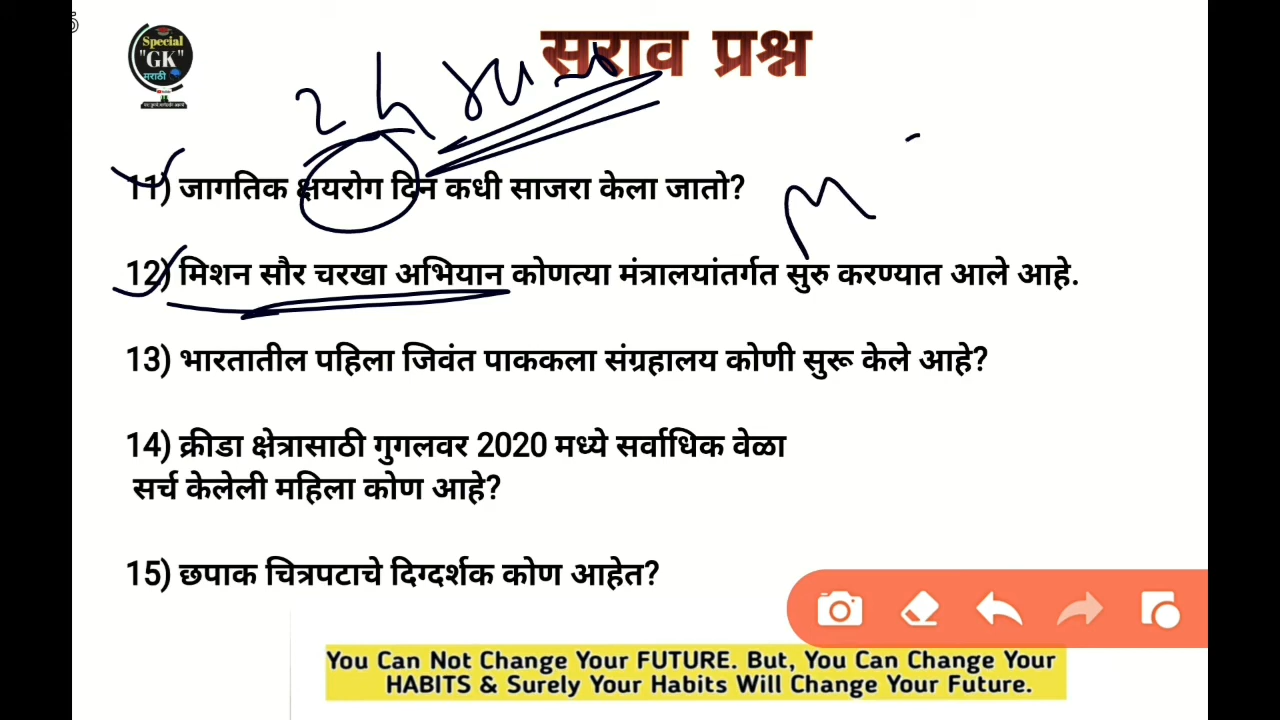 Special
"GK"
मराठी
सराव प्रश्न
11) जागतिक क्षयरोग दिन कधी साजरा केला जातो?
12) मिशन सौर चरखा अभियान कोणत्या मंत्रालयांतर्गत सुरु करण्यात आले आहे.
13) भारतातील पहिला जिवंत पाककला संग्रहालय कोणी सुरू केले आहे?
14) क्रीडा क्षेत्रासाठी गुगलवर 2020 मध्ये सर्वाधिक वेळा
सर्च केलेली महिला कोण आहे?
15) छपाक चित्रपटाचे दिग्दर्शक कोण आहेत?
You Can Not Change Your FUTURE. But, You Can Change Your
HABITS & Surely Your Habits Will Change Your Future.